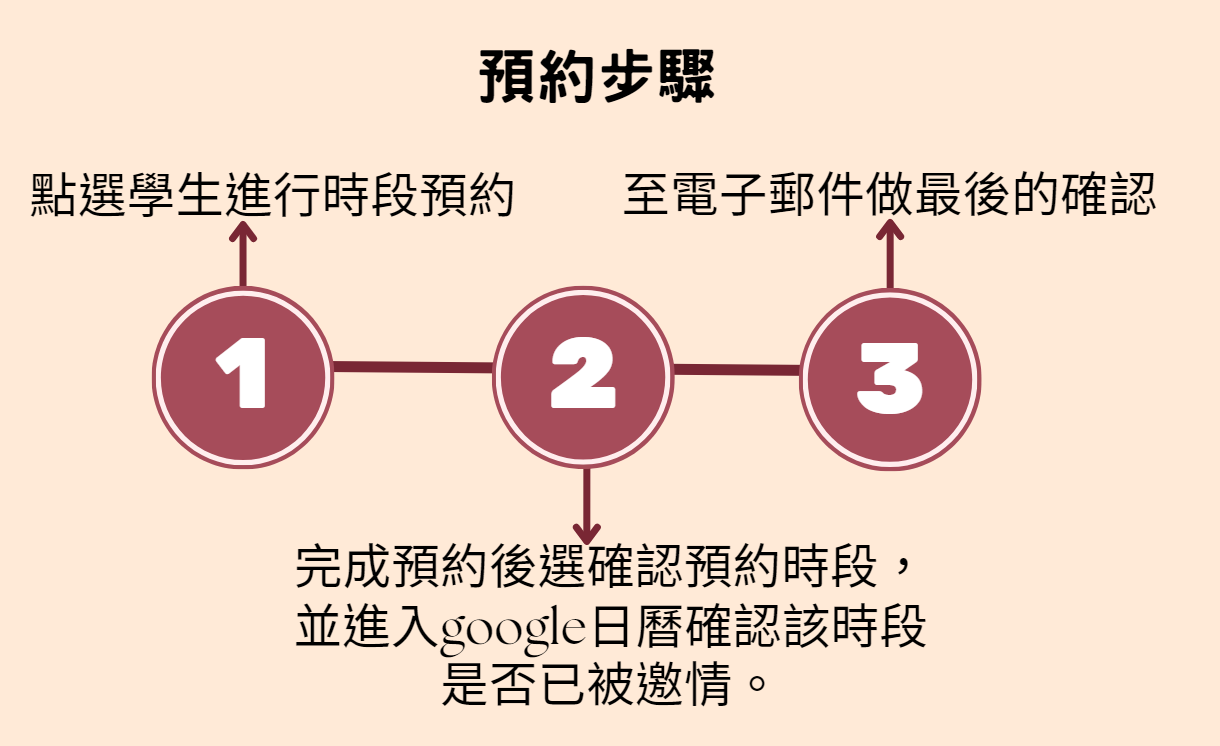 預約步驟
點選學生進行時段預約
至電子郵件做最後的確認
1
2
3
完成預約後選確認預約時段，
並進入google日曆確認該時段
是否已被邀情。